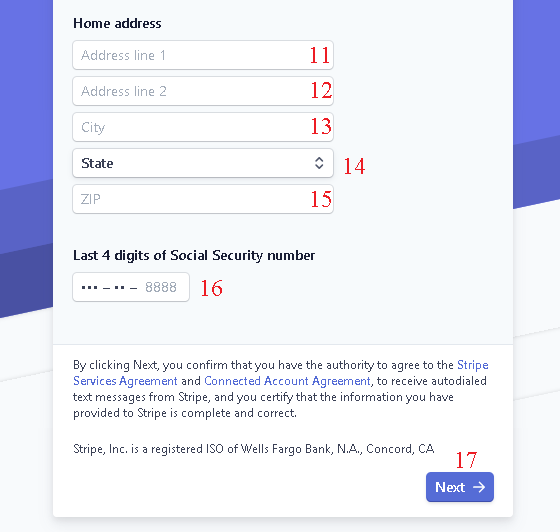 Home address
Address line 1 11
Address line 2 12
City 13
State 14
ZIP 15
Last 4 digits of Social Security number
••• – •• – 8888 16
By clicking Next, you confirm that you have the authority to agree to the Stripe
Services Agreement and Connected Account Agreement, to receive autodialed
text messages from Stripe, and you certify that the information you have
provided to Stripe is complete and correct.
Stripe, Inc. is a registered ISO of Wells Fargo Bank, N.A., Concord, CA
17
Next →